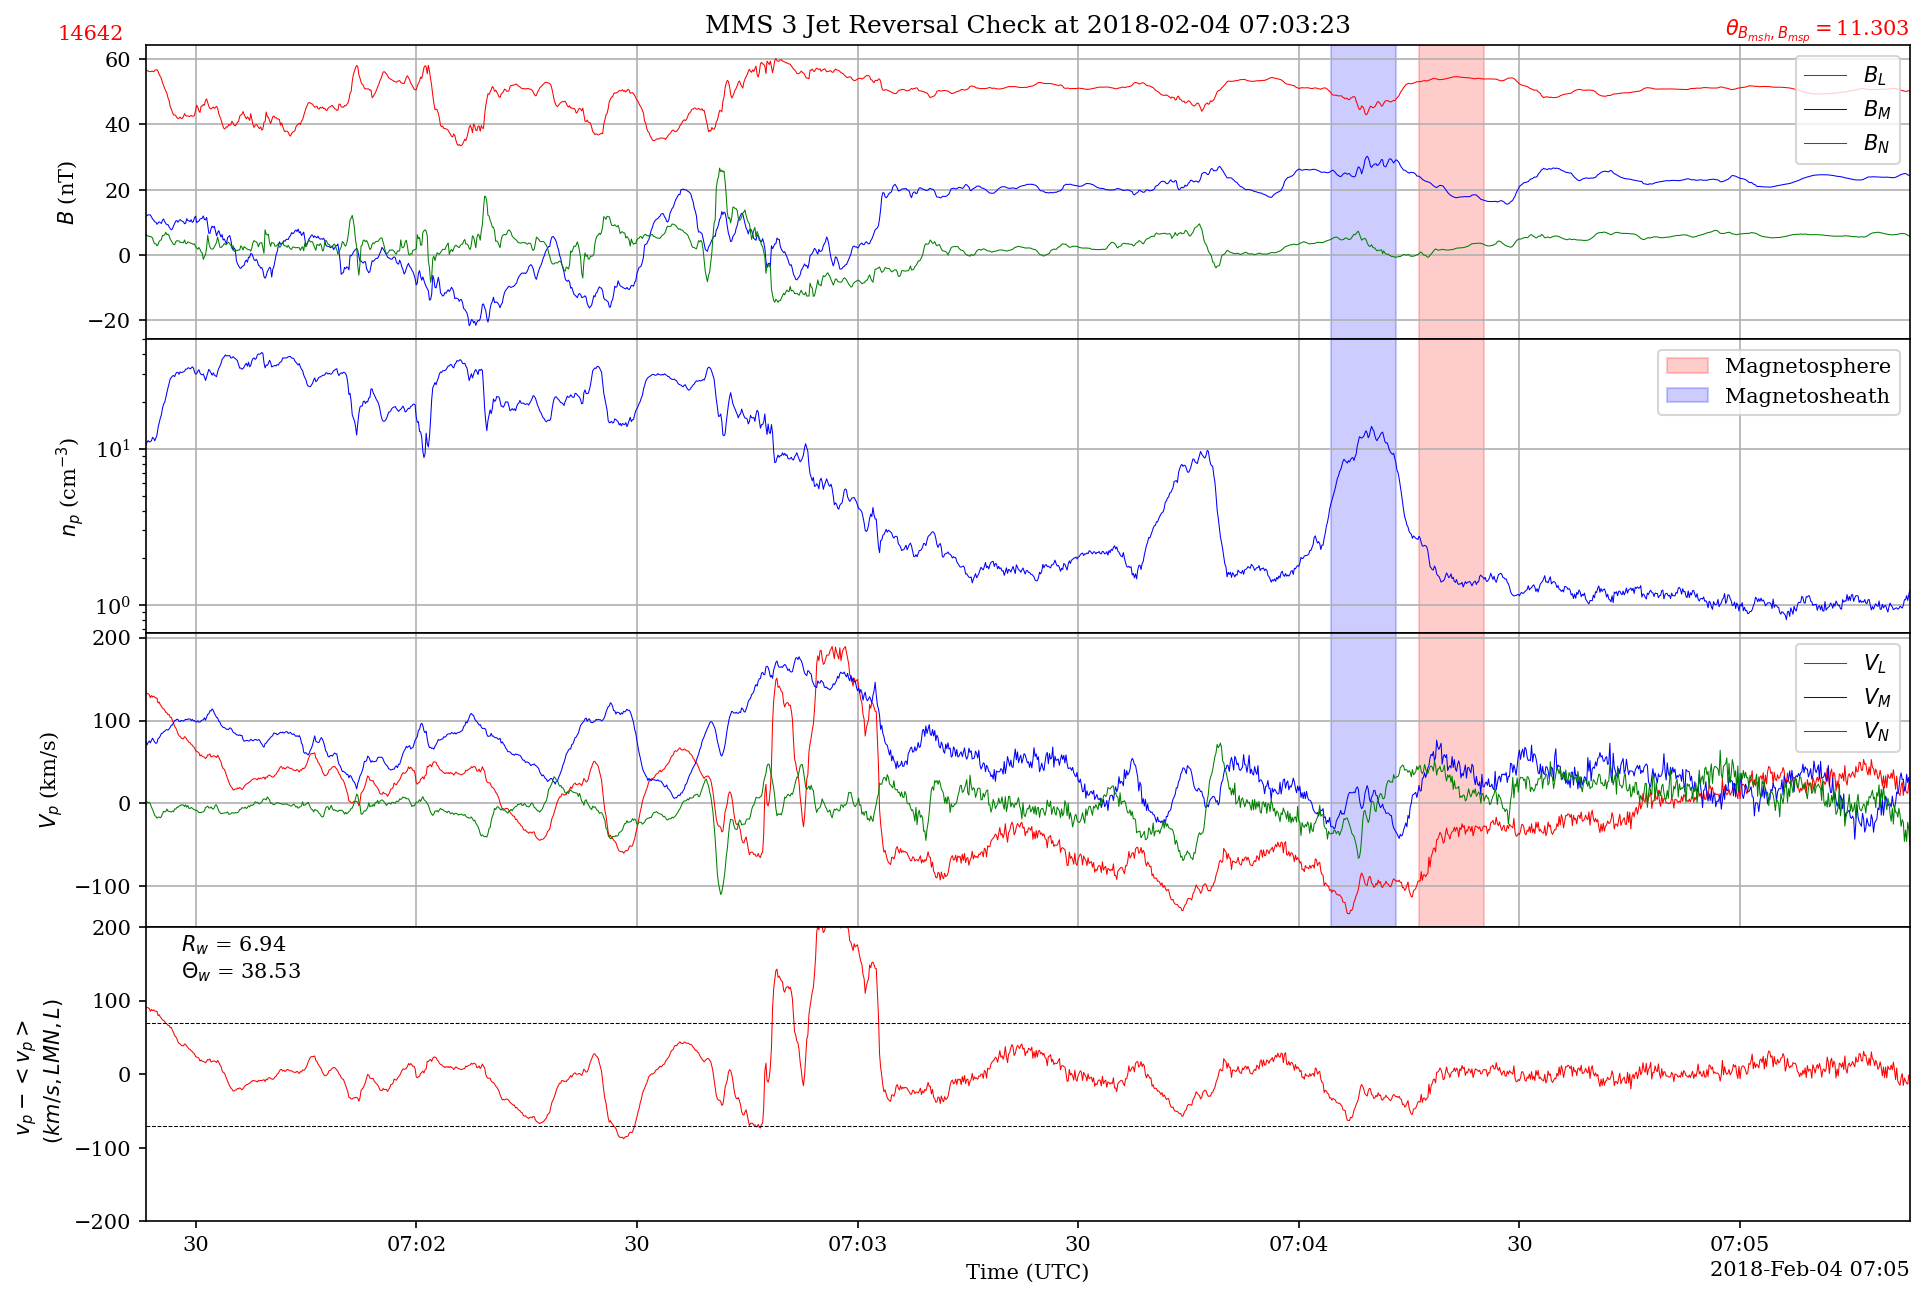 14642
MMS 3 Jet Reversal Check at 2018-02-04 07:03:23
θ_{B_{msh}, B_{msp}} = 11.303
60
40
20
0
−20
B (nT)
B_L
B_M
B_N
10^1
10^0
n_p (cm^{−3})
Magnetosphere
Magnetosheath
200
100
0
−100
V_p (km/s)
V_L
V_M
V_N
200
100
0
−100
−200
v_p − < v_p >
(km/s, LMN, L)
R_w = 6.94
Θ_w = 38.53
30
07:02
30
07:03
30
07:04
30
07:05
Time (UTC)
2018-Feb-04 07:05